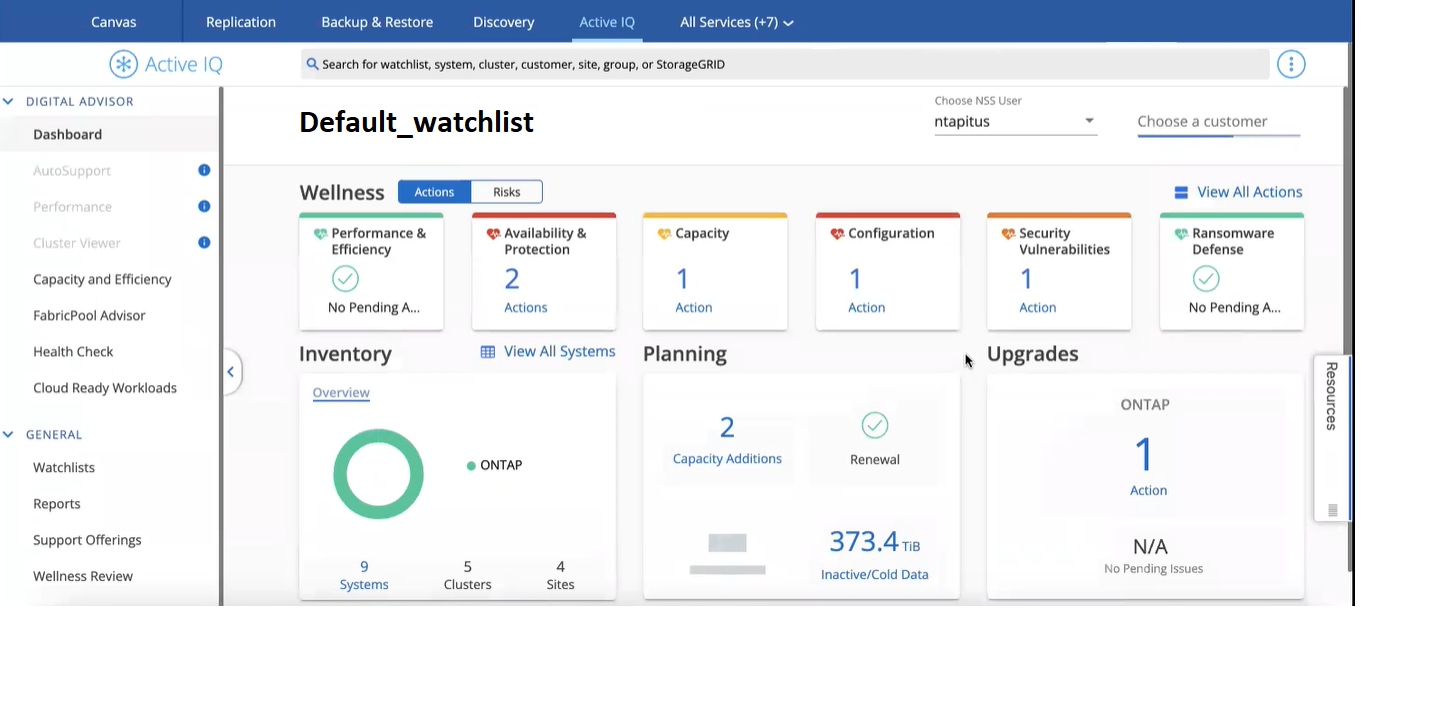 Canvas Replication Backup & Restore Discovery Active IQ All Services (+7)
Active IQ
Search for watchlist, system, cluster, customer, site, group, or StorageGRID
DIGITAL ADVISOR
Dashboard
AutoSupport
Performance
Cluster Viewer
Capacity and Efficiency
FabricPool Advisor
Health Check
Cloud Ready Workloads
GENERAL
Watchlists
Reports
Support Offerings
Wellness Review
Default_watchlist
Choose NSS User
ntapitus
Choose a customer
Wellness
Actions
Risks
View All Actions
Performance &
Efficiency
No Pending A...
Availability &
Protection
2
Actions
Capacity
1
Action
Configuration
1
Action
Security
Vulnerabilities
1
Action
Ransomware
Defense
No Pending A...
Inventory
View All Systems
Overview
ONTAP
9
Systems
5
Clusters
4
Sites
Planning
2
Capacity Additions
Renewal
373.4 TiB
Inactive/Cold Data
Upgrades
ONTAP
1
Action
N/A
No Pending Issues
Resources